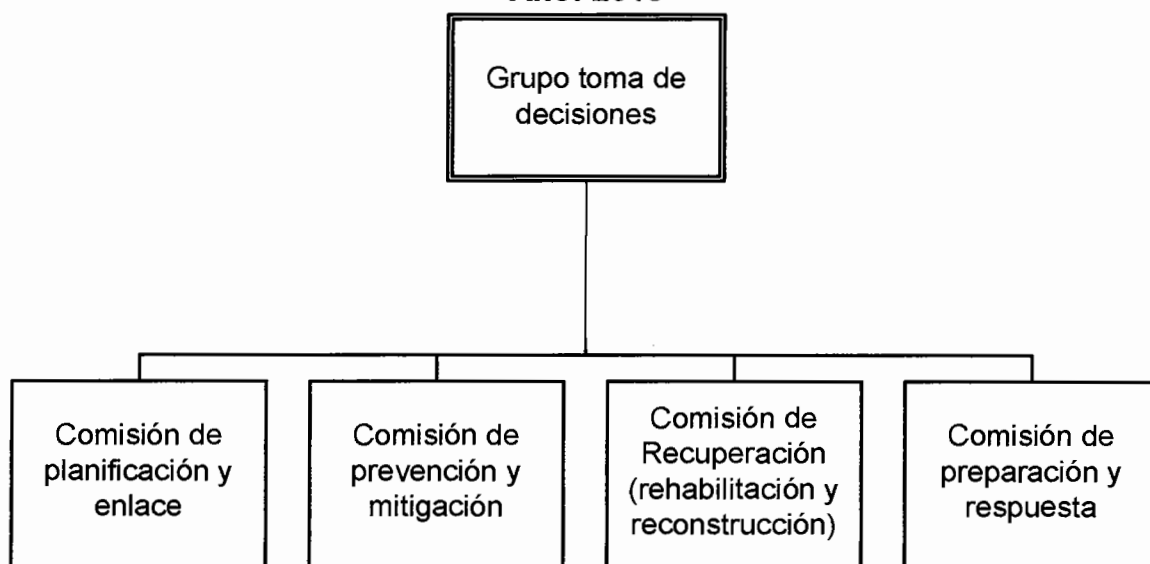 Grupo toma de
decisiones
Comisión de
planificación y
enlace
Comisión de
prevención y
mitigación
Comisión de
Recuperación
(rehabilitación y
reconstrucción)
Comisión de
preparación y
respuesta